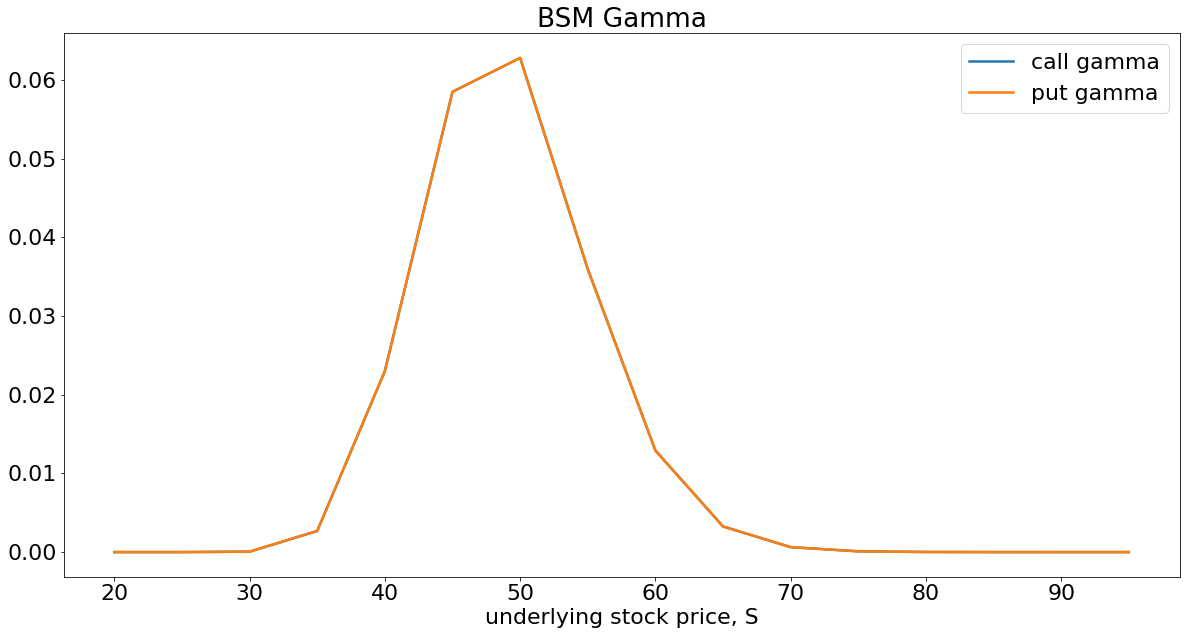 BSM Gamma
call gamma
put gamma
0.06
0.05
0.04
0.03
0.02
0.01
0.00
20 30 40 50 60 70 80 90
underlying stock price, S